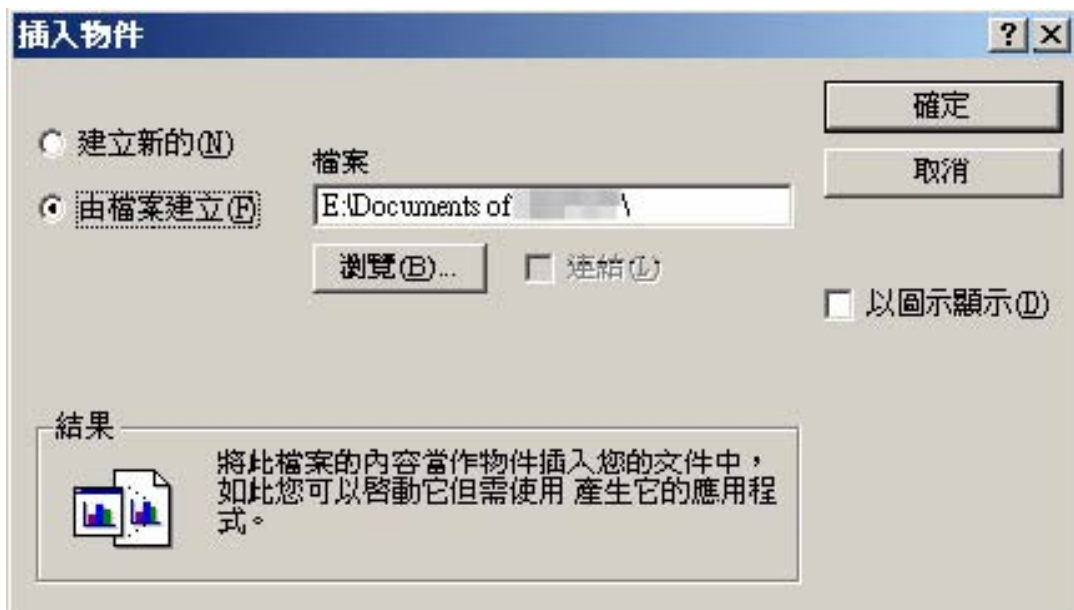 插入物件
建立新的(N)
由檔案建立(F)
檔案
E:\Documents of \
瀏覽(B)...
連結(L)
確定
取消
以圖示顯示(D)
結果
將此檔案的內容當作物件插入您的文件中，
如此您可以啓動它但需使用 產生它的應用程
式。